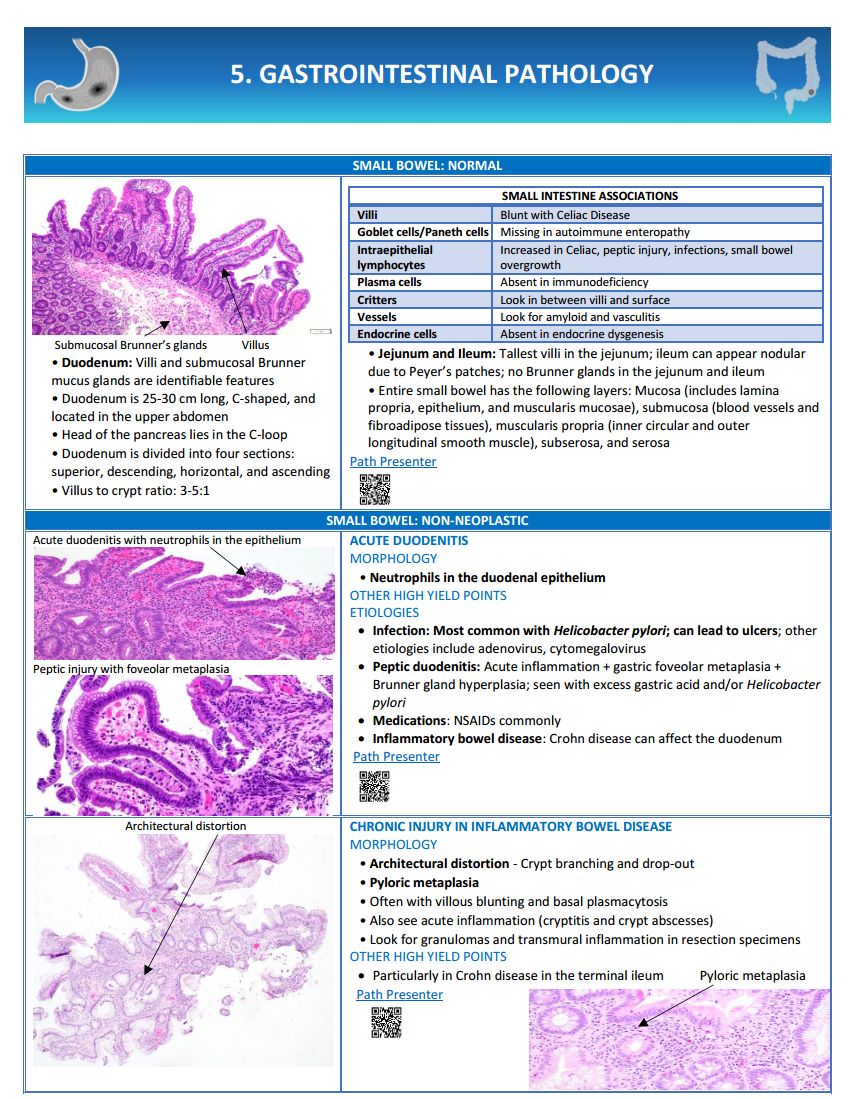 5. GASTROINTESTINAL PATHOLOGY
SMALL BOWEL: NORMAL
Submucosal Brunner's glands
Villus
• Duodenum: Villi and submucosal Brunner
mucus glands are identifiable features
• Duodenum is 25-30 cm long, C-shaped, and
located in the upper abdomen
• Head of the pancreas lies in the C-loop
• Duodenum is divided into four sections:
superior, descending, horizontal, and ascending
• Villus to crypt ratio: 3-5:1
SMALL INTESTINE ASSOCIATIONS
Villi Blunt with Celiac Disease
Goblet cells/Paneth cells Missing in autoimmune enteropathy
Intraepithelial Increased in Celiac, peptic injury, infections, small bowel
lymphocytes overgrowth
Plasma cells Absent in immunodeficiency
Critters Look in between villi and surface
Vessels Look for amyloid and vasculitis
Endocrine cells Absent in endocrine dysgenesis
• Jejunum and Ileum: Tallest villi in the jejunum; ileum can appear nodular
due to Peyer's patches; no Brunner glands in the jejunum and ileum
• Entire small bowel has the following layers: Mucosa (includes lamina
propria, epithelium, and muscularis mucosae), submucosa (blood vessels and
fibroadipose tissues), muscularis propria (inner circular and outer
longitudinal smooth muscle), subserosa, and serosa
Path Presenter
SMALL BOWEL: NON-NEOPLASTIC
Acute duodenitis with neutrophils in the epithelium
Peptic injury with foveolar metaplasia
ACUTE DUODENITIS
MORPHOLOGY
• Neutrophils in the duodenal epithelium
OTHER HIGH YIELD POINTS
ETIOLOGIES
• Infection: Most common with Helicobacter pylori; can lead to ulcers; other
etiologies include adenovirus, cytomegalovirus
• Peptic duodenitis: Acute inflammation + gastric foveolar metaplasia +
Brunner gland hyperplasia; seen with excess gastric acid and/or Helicobacter
pylori
• Medications: NSAIDs commonly
• Inflammatory bowel disease: Crohn disease can affect the duodenum
Path Presenter
Architectural distortion
CHRONIC INJURY IN INFLAMMATORY BOWEL DISEASE
MORPHOLOGY
• Architectural distortion - Crypt branching and drop-out
• Pyloric metaplasia
• Often with villous blunting and basal plasmacytosis
• Also see acute inflammation (cryptitis and crypt abscesses)
• Look for granulomas and transmural inflammation in resection specimens
OTHER HIGH YIELD POINTS
• Particularly in Crohn disease in the terminal ileum
Pyloric metaplasia
Path Presenter